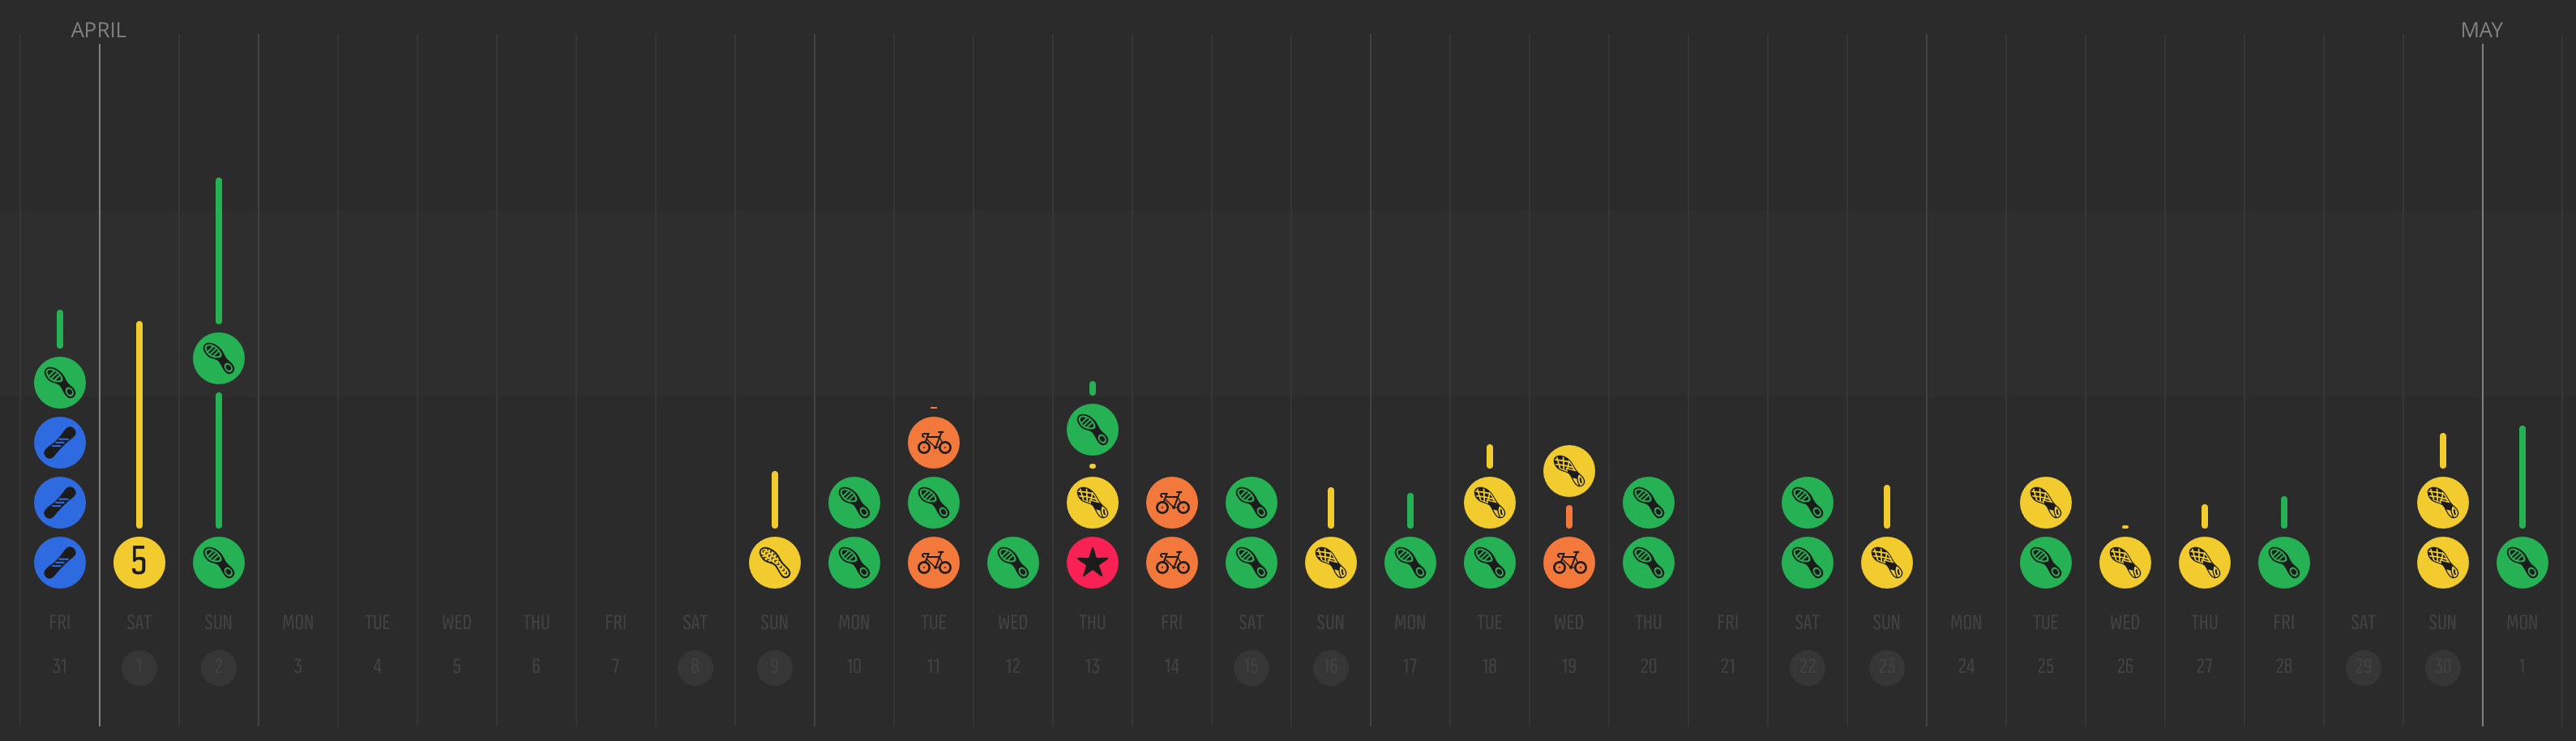 APRIL MAY
5
FRI SAT SUN MON TUE WED THU FRI SAT SUN MON TUE WED THU FRI SAT SUN MON TUE WED THU FRI SAT SUN MON TUE WED THU FRI SAT SUN MON
31 1 2 3 4 5 6 7 8 9 10 11 12 13 14 15 16 17 18 19 20 21 22 23 24 25 26 27 28 29 30 1